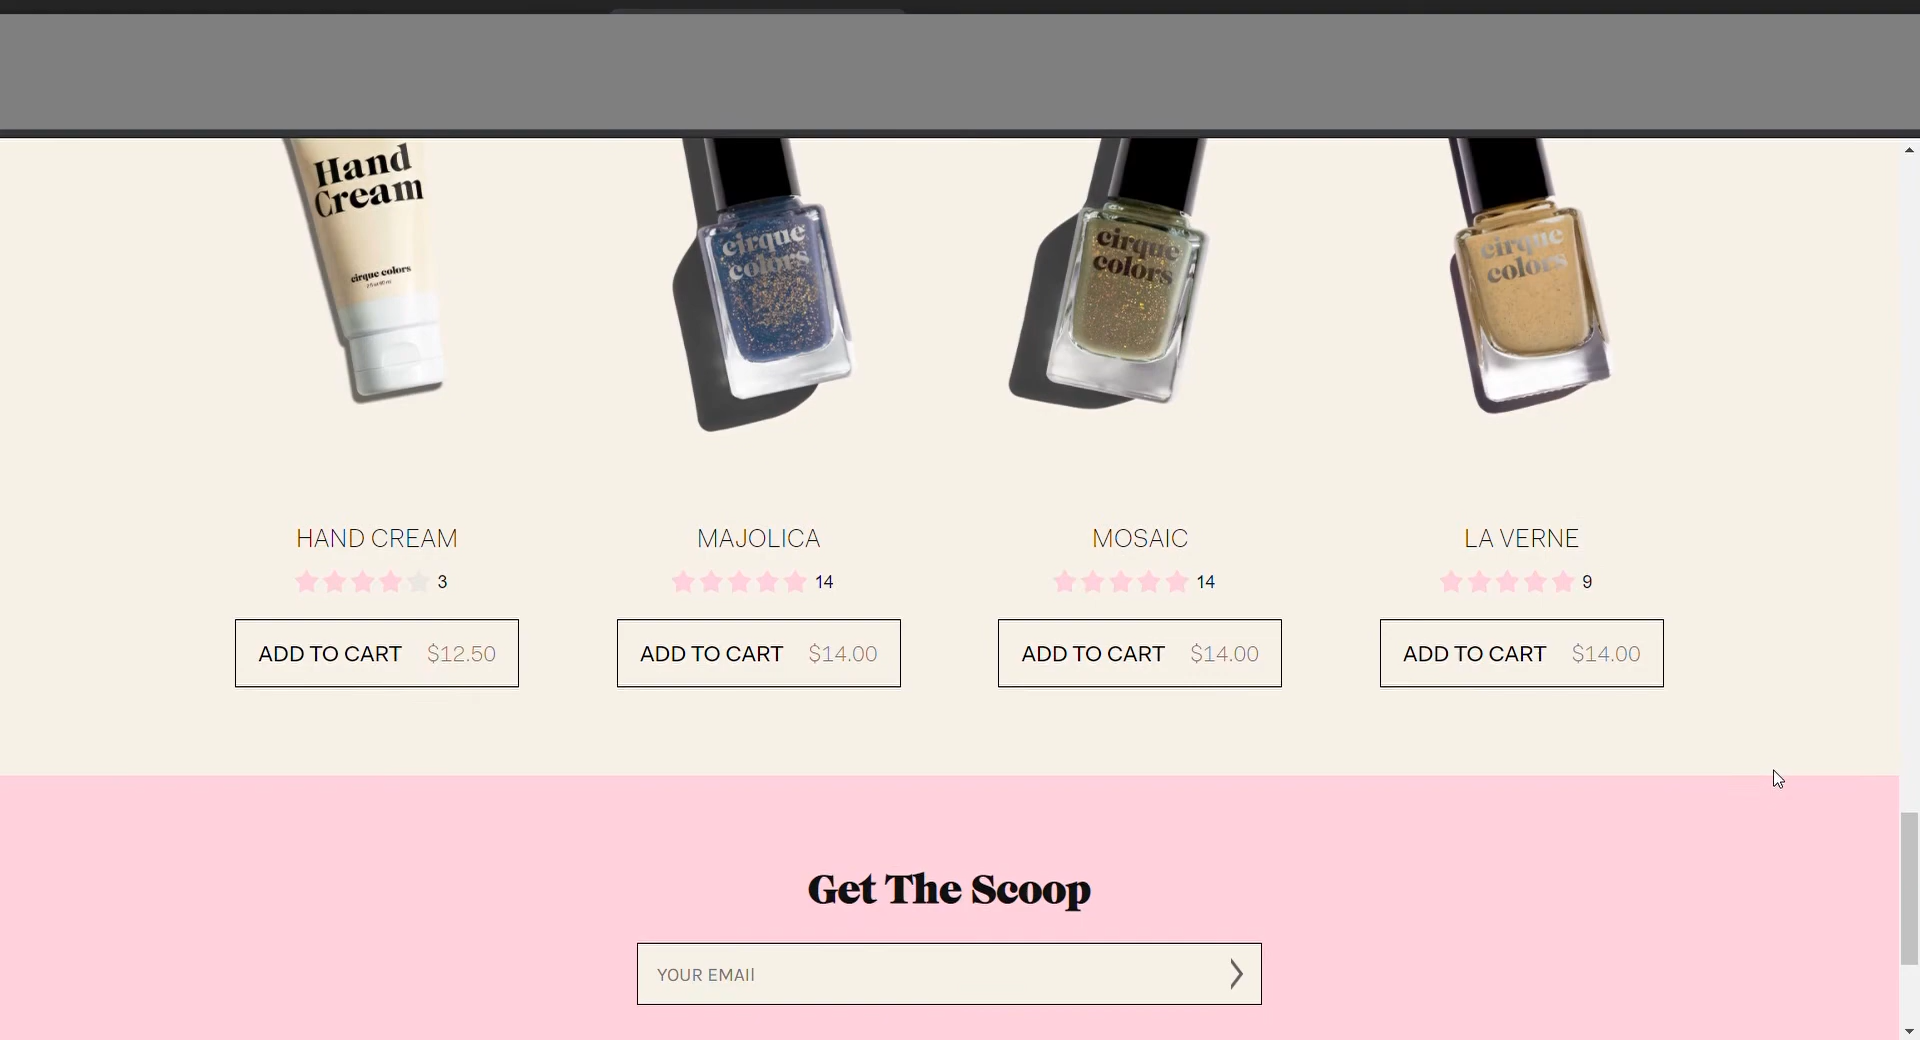 Hand
Cream
cirque colors
cirque
colors
cirque
colors
cirque
colors
HAND CREAM
MAJOLICA
MOSAIC
LA VERNE
3
14
14
9
ADD TO CART $12.50
ADD TO CART $14.00
ADD TO CART $14.00
ADD TO CART $14.00
Get The Scoop
YOUR EMAIl